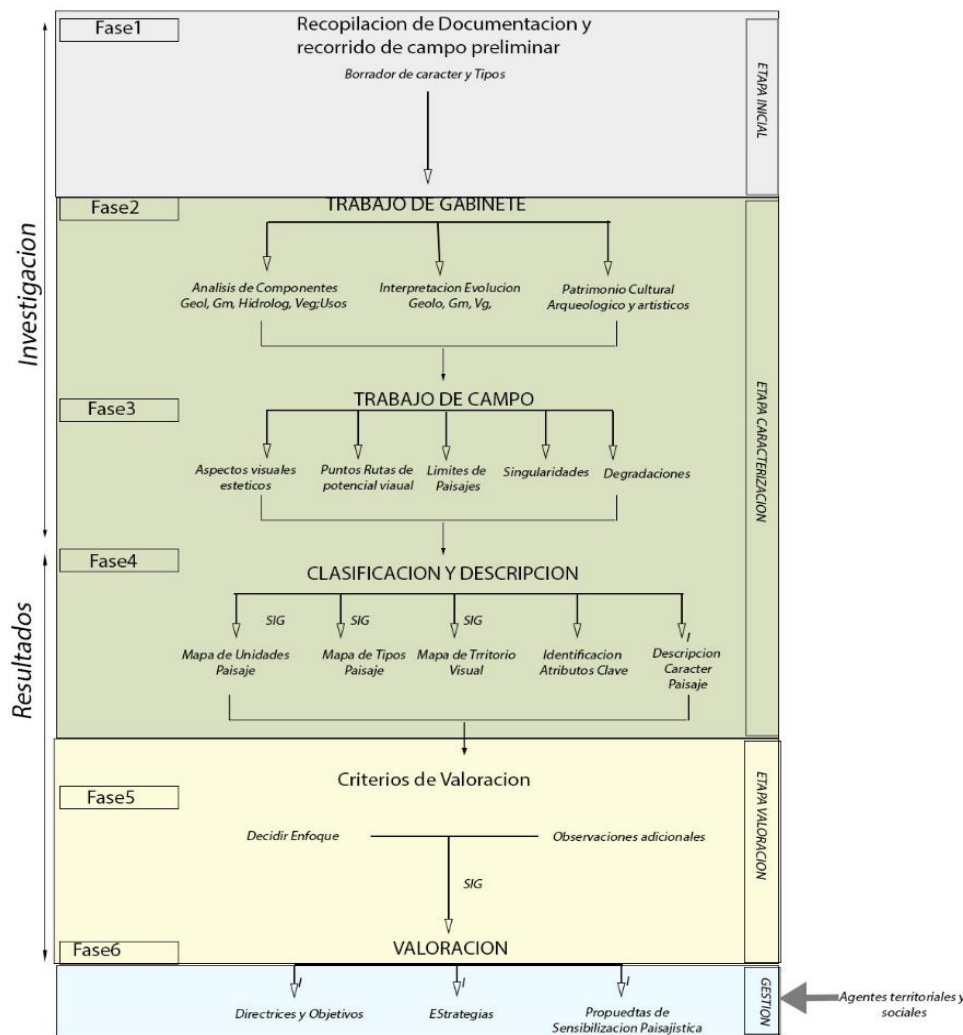 Fase1
Recopilacion de Documentacion y
recorrido de campo preliminar
Borrador de caracter y Tipos
ETAPA INICIAL
Investigacion
Fase2
TRABAJO DE GABINETE
Analisis de Componentes
Geol, Gm, Hidrolog, Veg;Usos
Interpretacion Evolucion
Geolo, Gm, Vg,
Patrimonio Cultural
Arqueologico y artisticos
ETAPA CARACTERIZACION
Fase3
TRABAJO DE CAMPO
Aspectos visuales
esteticos
Puntos Rutas de
potencial viaual
Limites de
Paisajes
Singularidades
Degradaciones
Resultados
Fase4
CLASIFICACION Y DESCRIPCION
SIG
SIG
SIG
I
Mapa de Unidades
Paisaje
Mapa de Tipos
Paisaje
Mapa de Trritorio
Visual
Identificacion
Atributos Clave
Descripcion
Caracter
Paisaje
Criterios de Valoracion
Fase5
ETAPA VALORACION
Decidir Enfoque
Observaciones adicionales
SIG
Fase6
VALORACION
I
I
I
Directrices y Objetivos
EStrategias
Propuedtas de
Sensibilizacion Paisajistica
GESTION
Agentes territoriales y
sociales